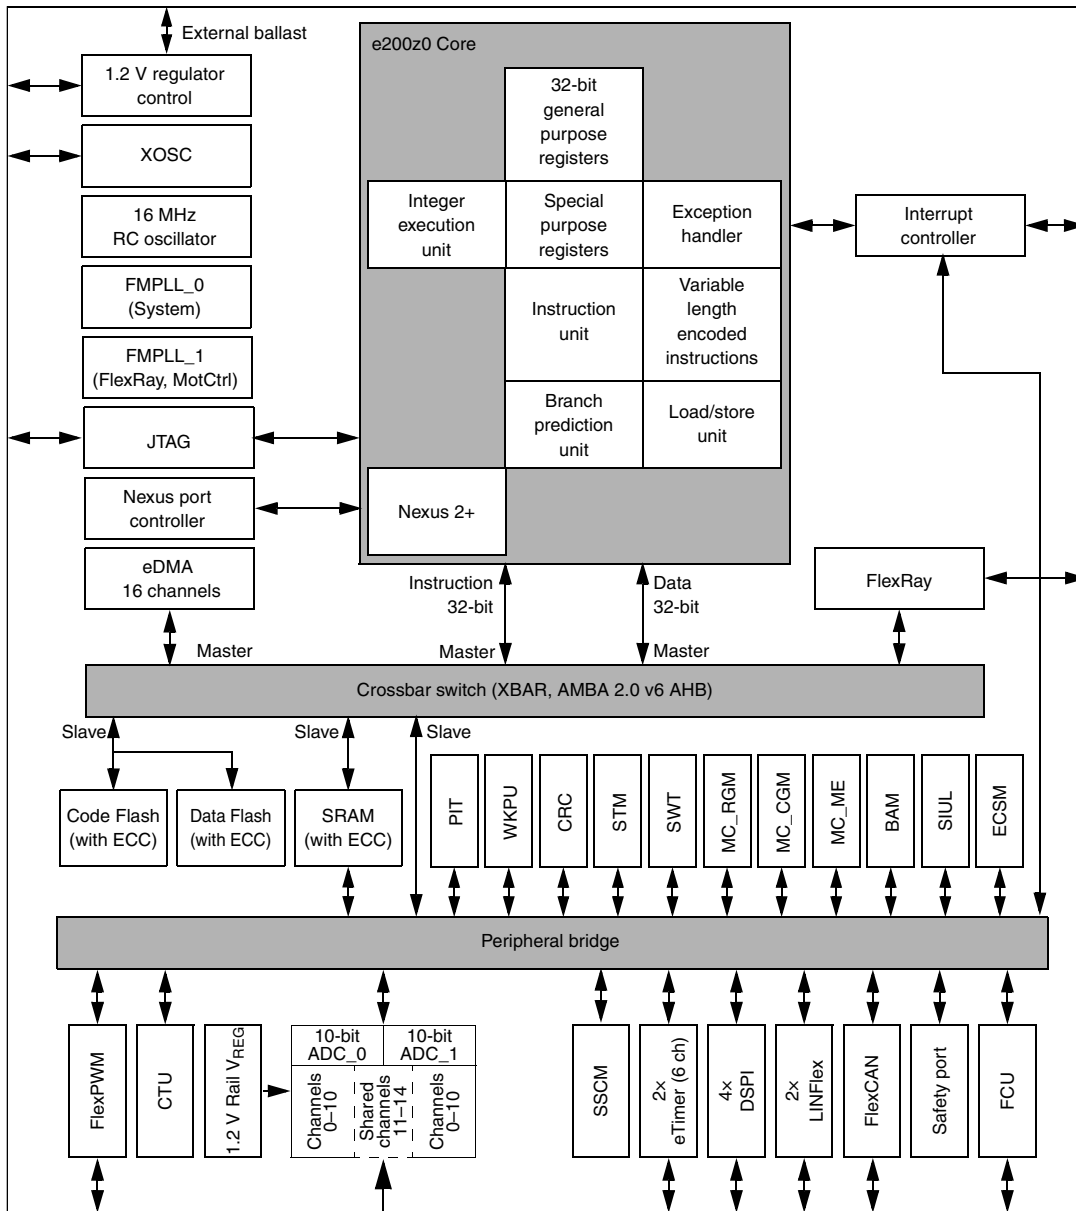 External ballast
1.2 V regulator
control
XOSC
16 MHz
RC oscillator
FMPLL_0
(System)
FMPLL_1
(FlexRay, MotCtrl)
JTAG
Nexus port
controller
eDMA
16 channels
e200z0 Core
32-bit
general
purpose
registers
Integer
execution
unit
Special
purpose
registers
Exception
handler
Instruction
unit
Variable
length
encoded
instructions
Branch
prediction
unit
Load/store
unit
Nexus 2+
Interrupt
controller
FlexRay
Instruction
32-bit
Data
32-bit
Master
Master
Master
Crossbar switch (XBAR, AMBA 2.0 v6 AHB)
Slave
Slave
Slave
Code Flash
(with ECC)
Data Flash
(with ECC)
SRAM
(with ECC)
PIT
WKPU
CRC
STM
SWT
MC_RGM
MC_CGM
MC_ME
BAM
SIUL
ECSM
Peripheral bridge
FlexPWM
CTU
1.2 V Rail VREG
10-bit
ADC_0
10-bit
ADC_1
Channels
0–10
Shared
channels
11–14
Channels
0–10
SSCM
2×
eTimer (6 ch)
4×
DSPI
2×
LINFlex
FlexCAN
Safety port
FCU